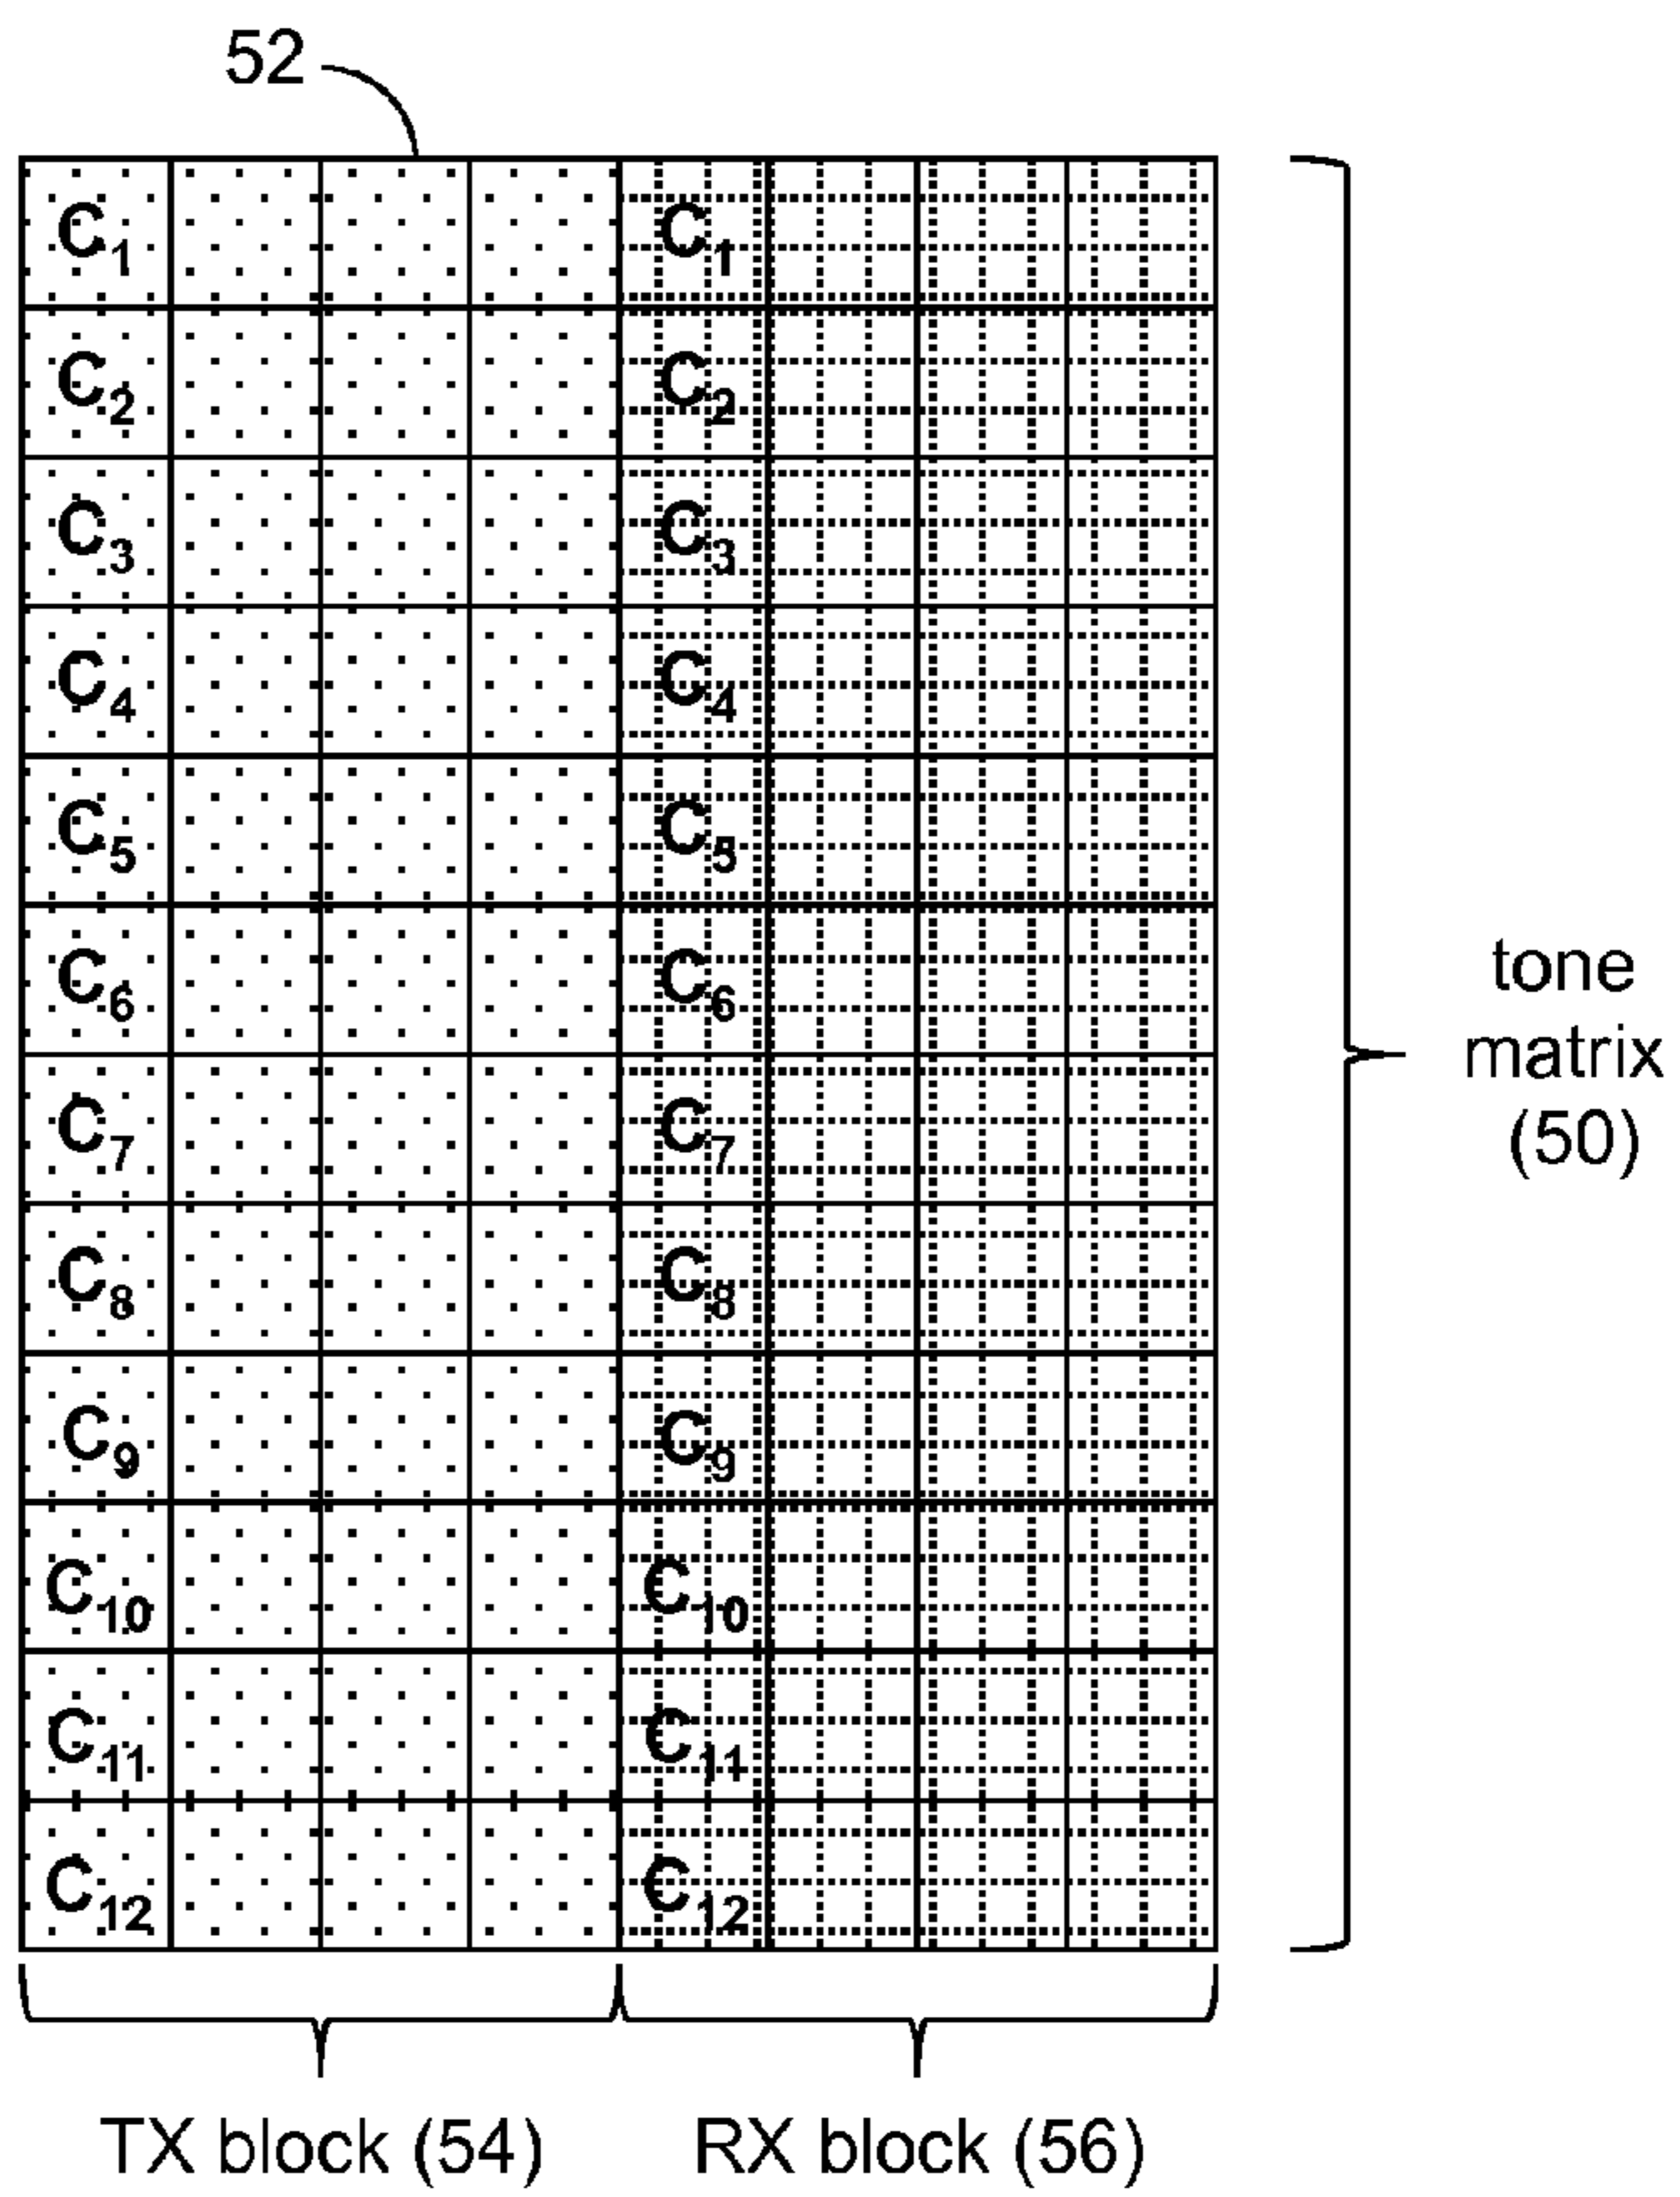 52
C1 C1
C2 C2
C3 C3
C4 C4
C5 C5
C6 C6
C7 C7
C8 C8
C9 C9
C10 C10
C11 C11
C12 C12
tone
matrix
(50)
TX block (54) RX block (56)